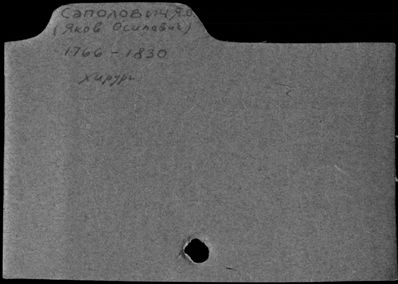 Саполович Я.О.
(Яков Осипович)
1766 - 1830
хирург